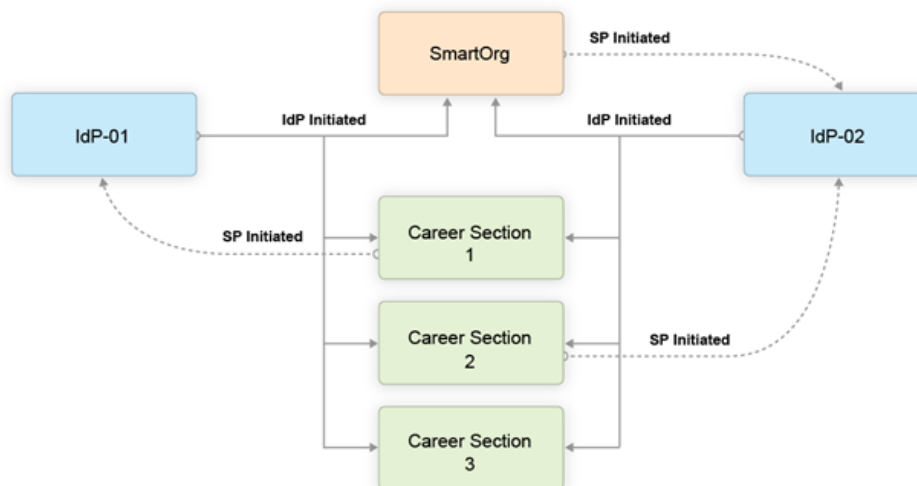 SmartOrg
SP Initiated
IdP-01
IdP Initiated
IdP Initiated
IdP-02
SP Initiated
Career Section
1
Career Section
2
SP Initiated
Career Section
3